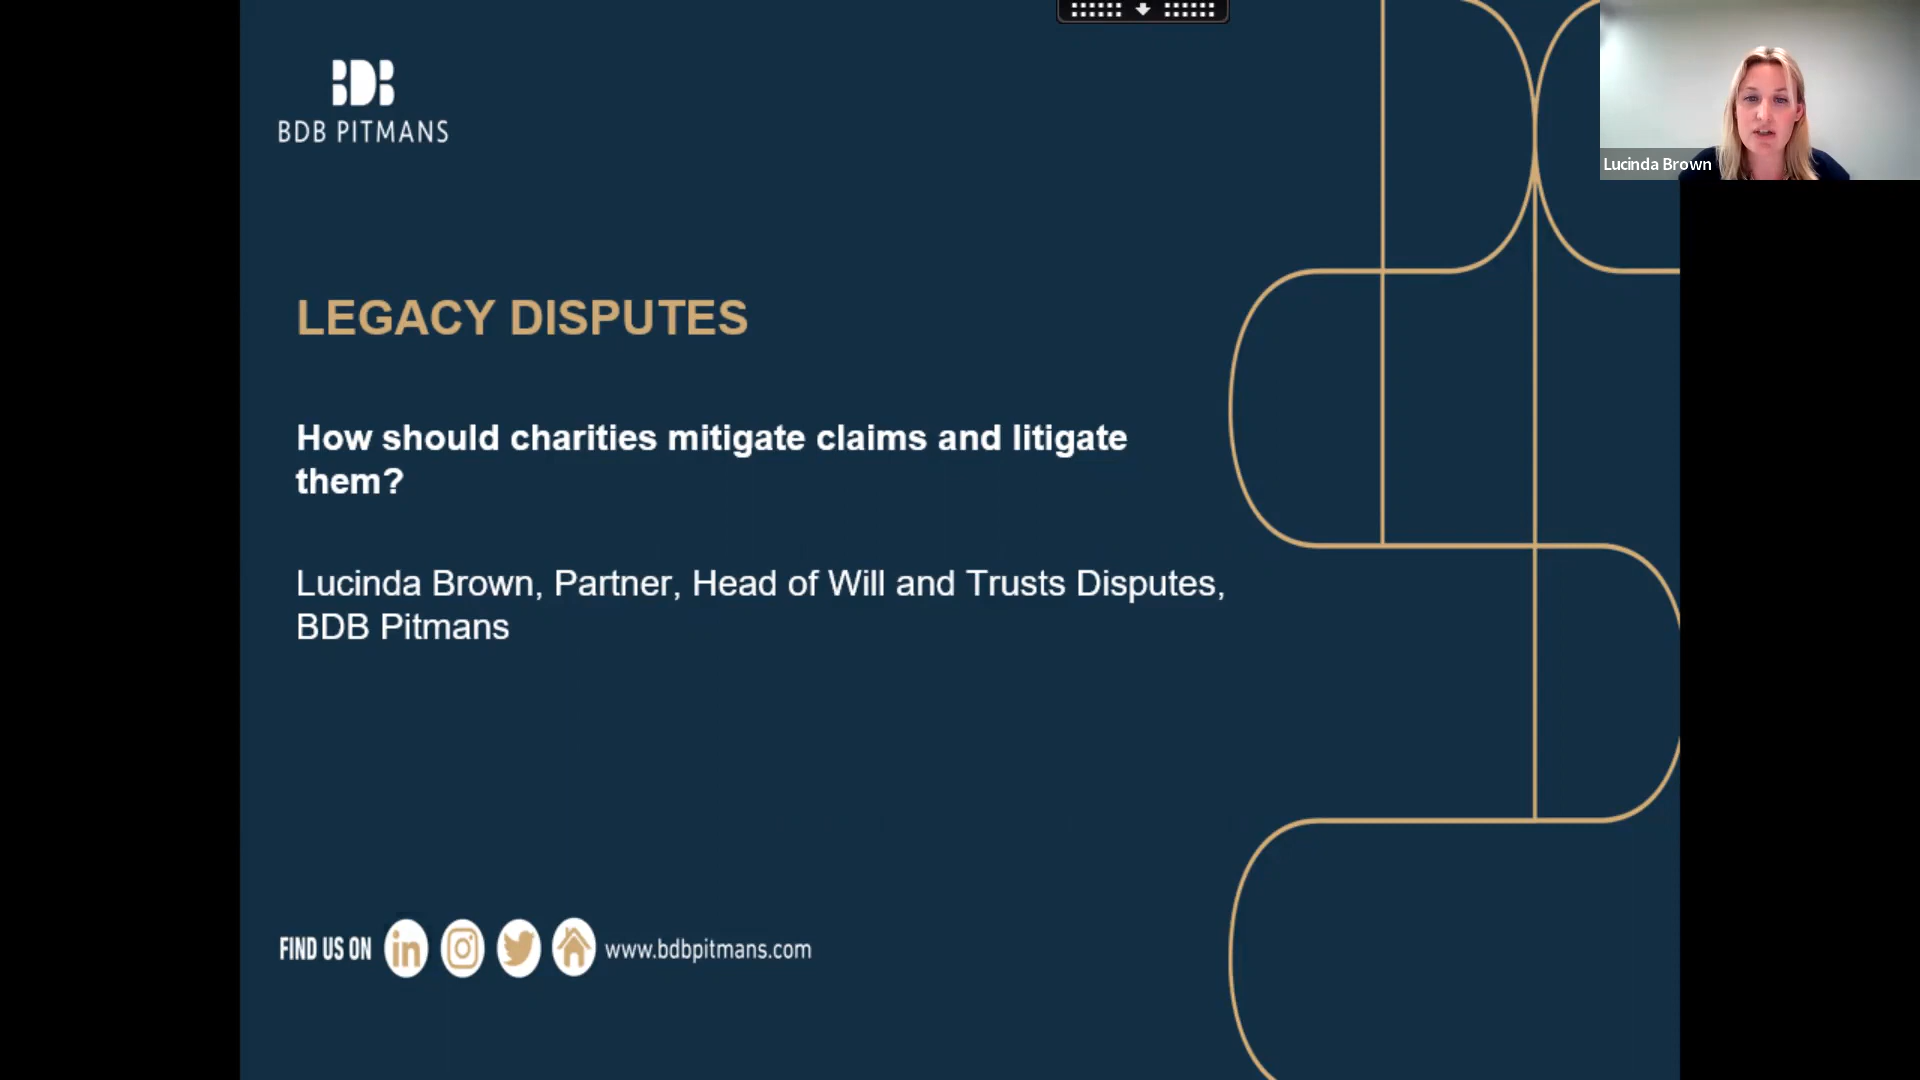 BDB
BDB PITMANS
Lucinda Brown
LEGACY DISPUTES
How should charities mitigate claims and litigate
them?
Lucinda Brown, Partner, Head of Will and Trusts Disputes,
BDB Pitmans
FIND US ON in www.bdbpitmans.com